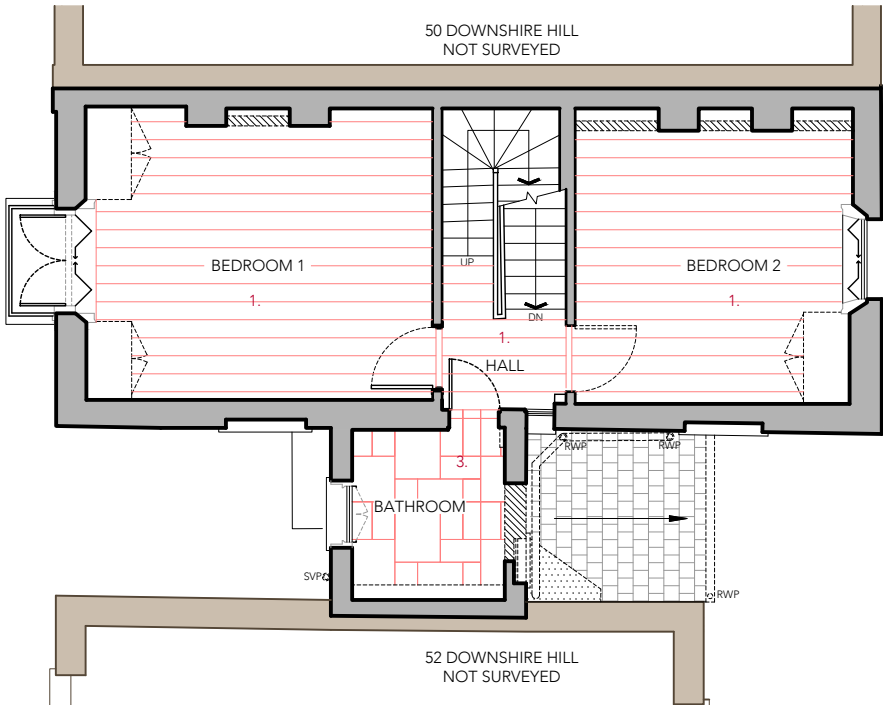 50 DOWNSHIRE HILL
NOT SURVEYED
UP
BEDROOM 1
BEDROOM 2
1.
1.
DN
1.
HALL
RWP
RWP
3.
BATHROOM
SVP
RWP
52 DOWNSHIRE HILL
NOT SURVEYED